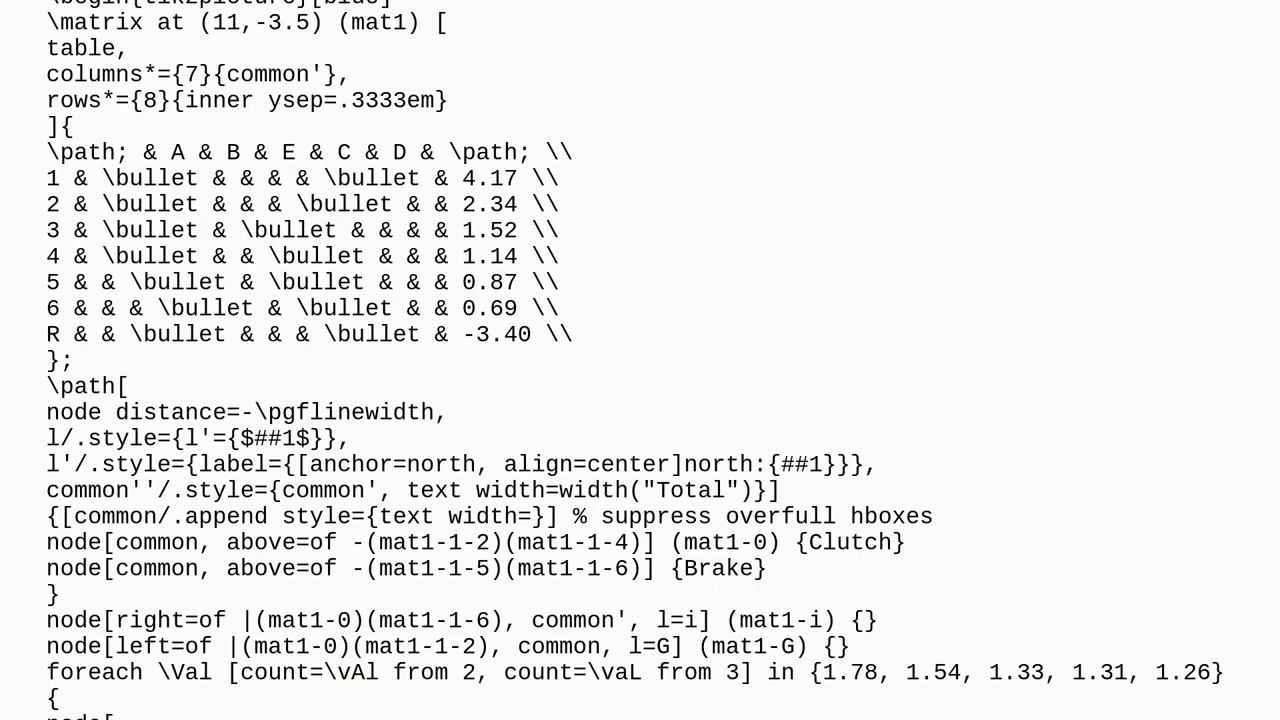 \begin{tikzpicture}[blue]
\matrix at (11,-3.5) (mat1) [
table,
columns*={7}{common'},
rows*={8}{inner ysep=.3333em}
]{
\path; & A & B & E & C & D & \path; \\
1 & \bullet & & & & \bullet & 4.17 \\
2 & \bullet & & & \bullet & & 2.34 \\
3 & \bullet & \bullet & & & & 1.52 \\
4 & \bullet & & \bullet & & & 1.14 \\
5 & & \bullet & \bullet & & & 0.87 \\
6 & & & \bullet & \bullet & & 0.69 \\
R & & \bullet & & & \bullet & -3.40 \\
};
\path[
node distance=-\pgflinewidth,
l/.style={l'={$##1$}},
l'/.style={label={[anchor=north, align=center]north:{##1}}},
common''/.style={common', text width=width("Total")}]
{[common/.append style={text width=}] % suppress overfull hboxes
node[common, above=of -(mat1-1-2)(mat1-1-4)] (mat1-0) {Clutch}
node[common, above=of -(mat1-1-5)(mat1-1-6)] {Brake}
}
node[right=of |(mat1-0)(mat1-1-6), common', l=i] (mat1-i) {}
node[left=of |(mat1-0)(mat1-1-2), common, l=G] (mat1-G) {}
foreach \Val [count=\vAl from 2, count=\vaL from 3] in {1.78, 1.54, 1.33, 1.31, 1.26}
{
node[